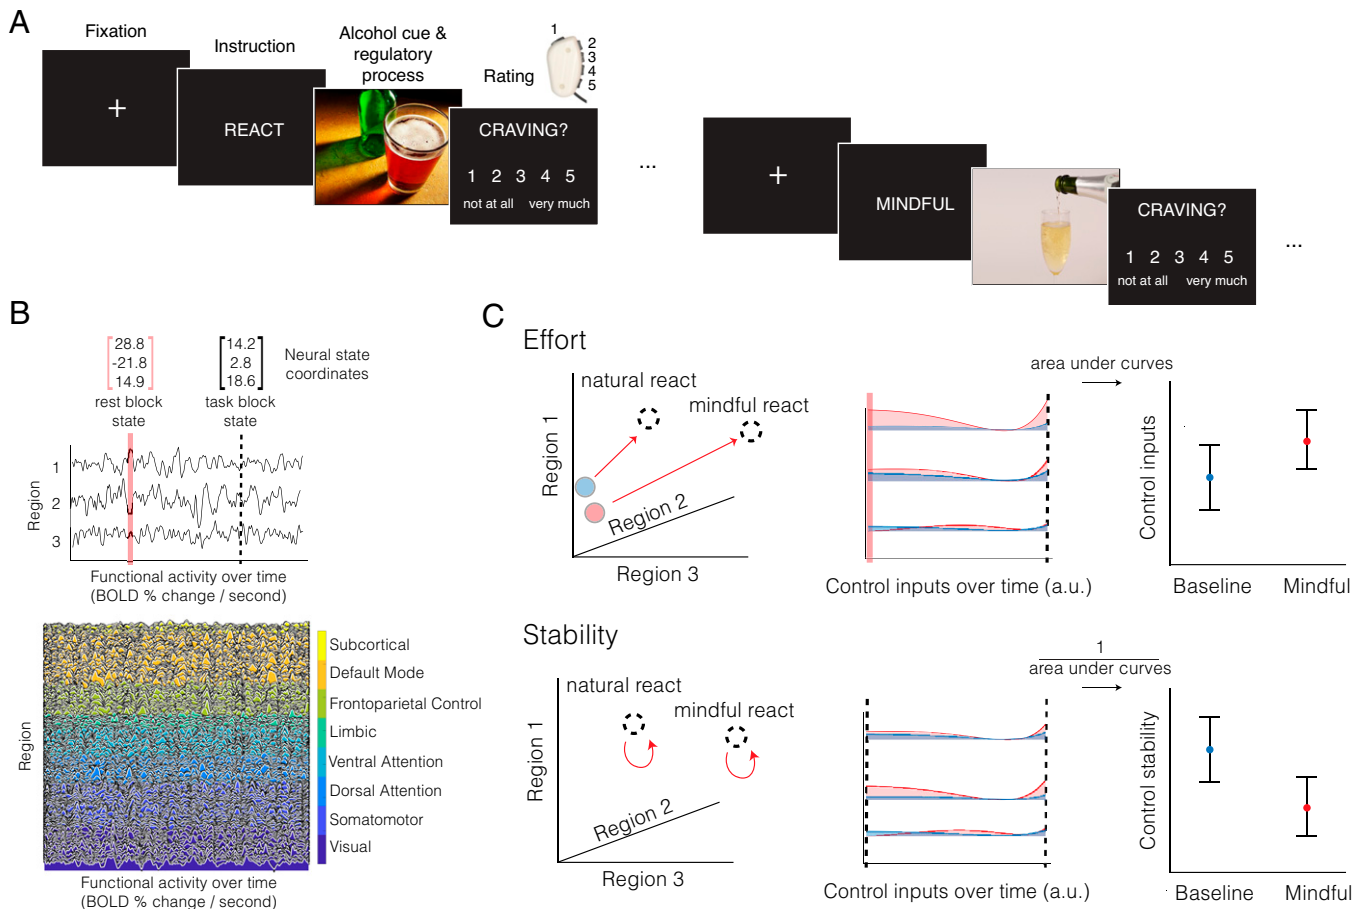 A
Fixation
Instruction
Alcohol cue &
regulatory
process
Rating
1
2
3
4
5
+
REACT
CRAVING?
1 2 3 4 5
not at all very much
...
+
MINDFUL
CRAVING?
1 2 3 4 5
not at all very much
...
B
28.8
-21.8
14.9
14.2
2.8
18.6
Neural state
coordinates
rest block
state
task block
state
Region
1
2
3
Functional activity over time
(BOLD % change / second)
Region
Subcortical
Default Mode
Frontoparietal Control
Limbic
Ventral Attention
Dorsal Attention
Somatomotor
Visual
Functional activity over time
(BOLD % change / second)
C
Effort
natural react
mindful react
Region 1
Region 2
Region 3
Control inputs over time (a.u.)
area under curves
Control inputs
Baseline
Mindful
Stability
natural react
mindful react
Region 1
Region 2
Region 3
Control inputs over time (a.u.)
1
area under curves
Control stability
Baseline
Mindful